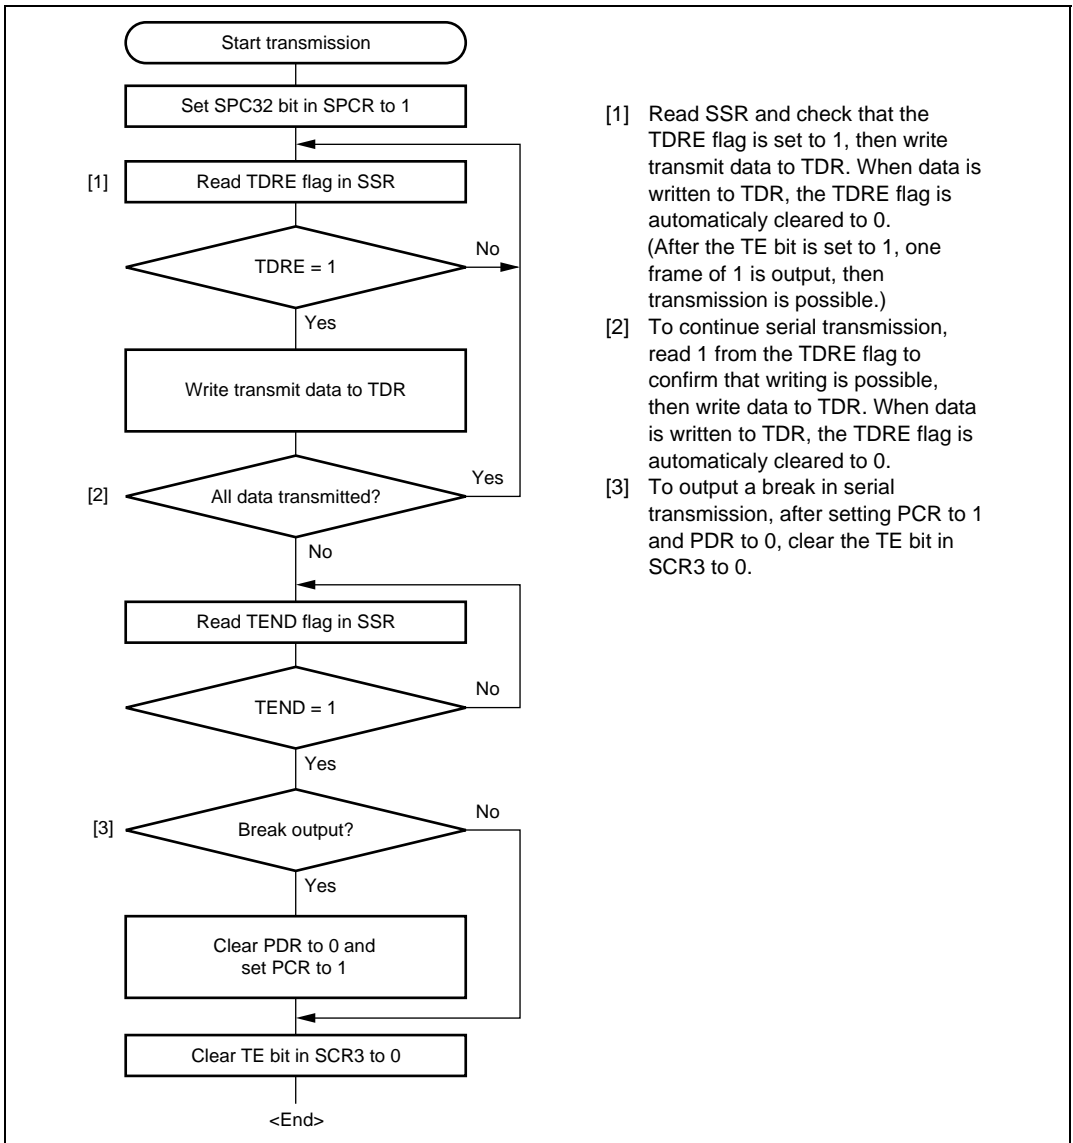 Start transmission
Set SPC32 bit in SPCR to 1
[1]
Read TDRE flag in SSR
TDRE = 1
No
Yes
Write transmit data to TDR
[2]
All data transmitted?
Yes
No
Read TEND flag in SSR
TEND = 1
No
Yes
[3]
Break output?
No
Yes
Clear PDR to 0 and
set PCR to 1
Clear TE bit in SCR3 to 0
<End>
[1] Read SSR and check that the
TDRE flag is set to 1, then write
transmit data to TDR. When data is
written to TDR, the TDRE flag is
automaticaly cleared to 0.
(After the TE bit is set to 1, one
frame of 1 is output, then
transmission is possible.)
[2] To continue serial transmission,
read 1 from the TDRE flag to
confirm that writing is possible,
then write data to TDR. When data
is written to TDR, the TDRE flag is
automaticaly cleared to 0.
[3] To output a break in serial
transmission, after setting PCR to 1
and PDR to 0, clear the TE bit in
SCR3 to 0.